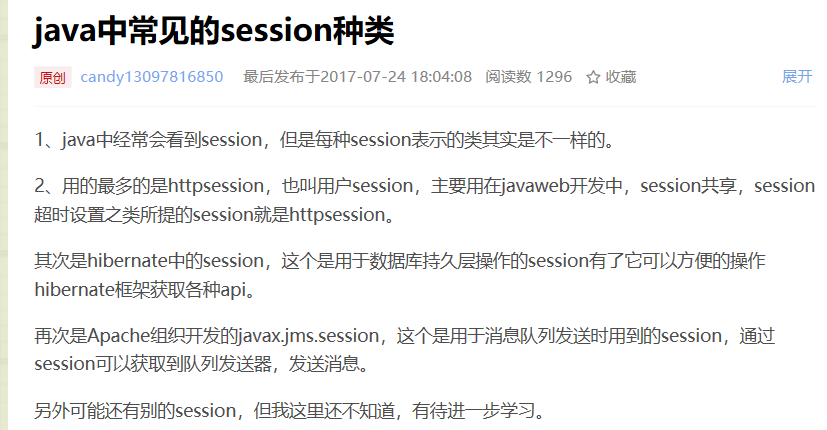 java中常见的session种类
原创 candy13097816850 最后发布于2017-07-24 18:04:08 阅读数 1296 ☆ 收藏 展开
1、java中经常会看到session，但是每种session表示的类其实是不一样的。
2、用的最多的是httpsession，也叫用户session，主要用在javaweb开发中，session共享，session
超时设置之类所提的session就是httpsession。
其次是hibernate中的session，这个是用于数据库持久层操作的session有了它可以方便的操作
hibernate框架获取各种api。
再次是Apache组织开发的javax.jms.session，这个是用于消息队列发送时用到的session，通过
session可以获取到队列发送器，发送消息。
另外可能还有别的session，但我这里还不知道，有待进一步学习。